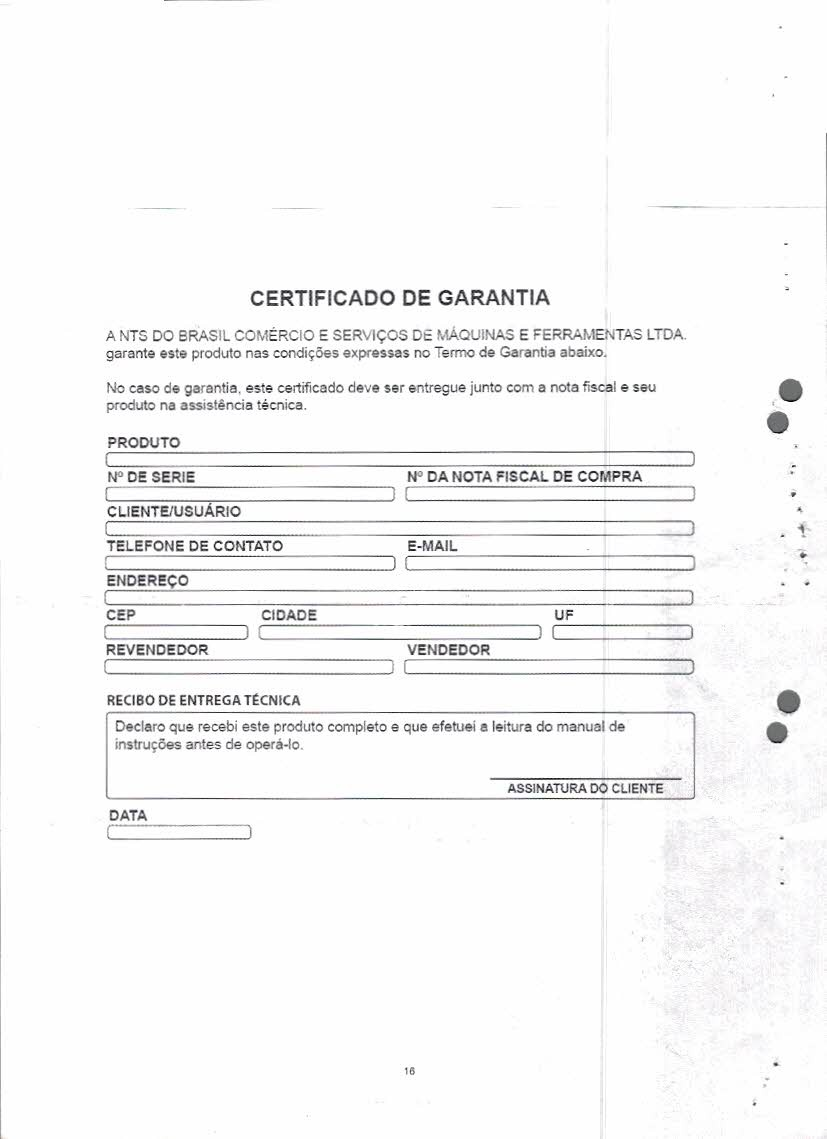 CERTIFICADO DE GARANTIA
A NTS DO BRASIL COMÉRCIO E SERVIÇOS DE MÁQUINAS E FERRAMENTAS LTDA.
garante este produto nas condições expressas no Termo de Garantia abaixo.
No caso de garantia, este certificado deve ser entregue junto com a nota fiscal e seu
produto na assistência técnica.
PRODUTO
Nº DE SERIE Nº DA NOTA FISCAL DE COMPRA
CLIENTE/USUÁRIO
TELEFONE DE CONTATO E-MAIL
ENDEREÇO
CEP CIDADE UF
REVENDEDOR VENDEDOR
RECIBO DE ENTREGA TÉCNICA
Declaro que recebi este produto completo e que efetuei a leitura do manual de
instruções antes de operá-lo.
ASSINATURA DO CLIENTE
DATA
16